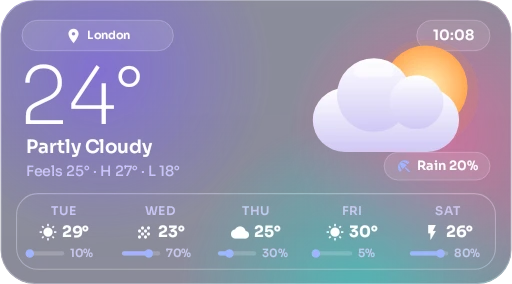 London
10:08
24°
Partly Cloudy
Feels 25° · H 27° · L 18°
Rain 20%
TUE WED THU FRI SAT
29° 23° 25° 30° 26°
10% 70% 30% 5% 80%